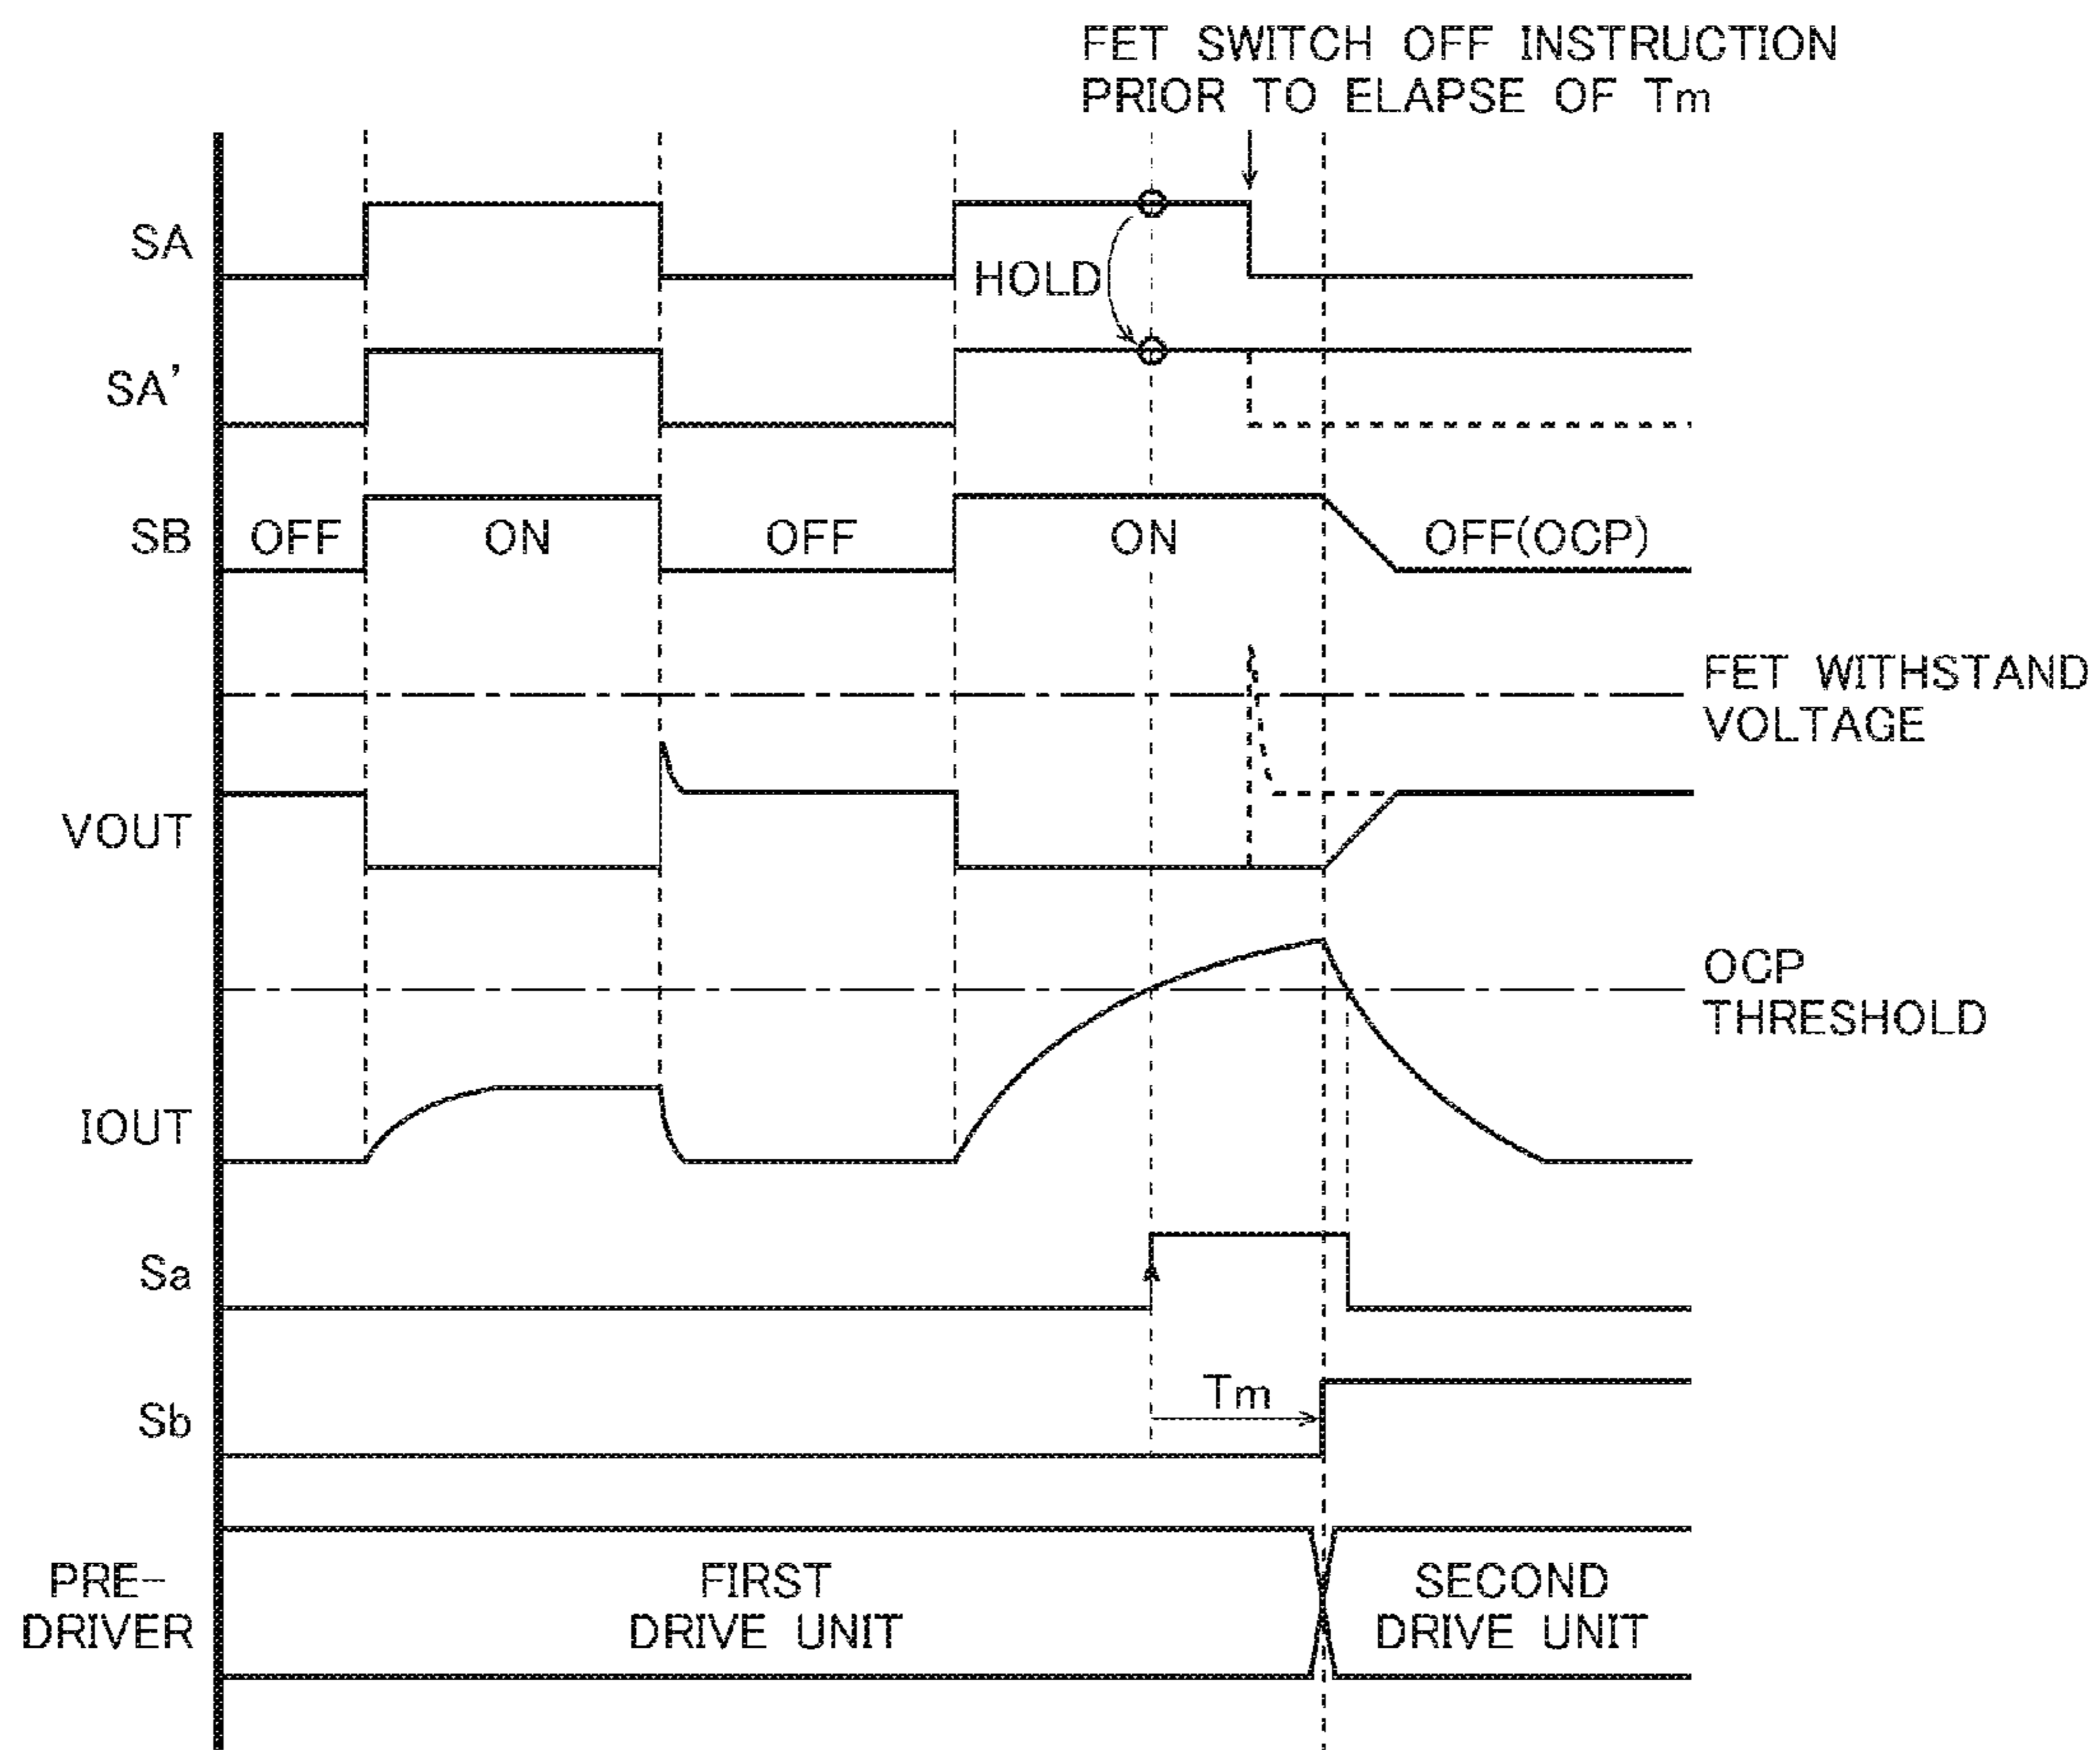 FET SWITCH OFF INSTRUCTION
PRIOR TO ELAPSE OF Tm
SA
HOLD
SA'
SB
OFF
ON
OFF
ON
OFF(OCP)
FET WITHSTAND
VOLTAGE
VOUT
OCP
THRESHOLD
IOUT
Sa
Tm
Sb
PRE-
DRIVER
FIRST
DRIVE UNIT
SECOND
DRIVE UNIT